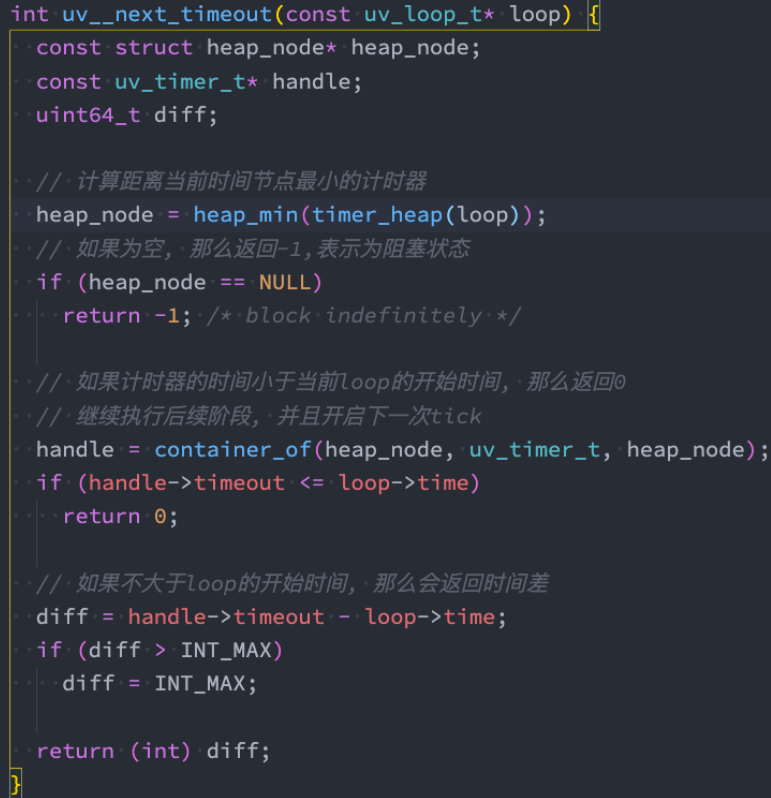 int uv__next_timeout(const uv_loop_t* loop) {
  const struct heap_node* heap_node;
  const uv_timer_t* handle;
  uint64_t diff;

  // 计算距离当前时间节点最小的计时器
  heap_node = heap_min(timer_heap(loop));
  // 如果为空, 那么返回-1,表示为阻塞状态
  if (heap_node == NULL)
    return -1; /* block indefinitely */

  // 如果计时器的时间小于当前loop的开始时间, 那么返回0
  // 继续执行后续阶段, 并且开启下一次tick
  handle = container_of(heap_node, uv_timer_t, heap_node);
  if (handle->timeout <= loop->time)
    return 0;

  // 如果不大于loop的开始时间, 那么会返回时间差
  diff = handle->timeout - loop->time;
  if (diff > INT_MAX)
    diff = INT_MAX;

  return (int) diff;
}